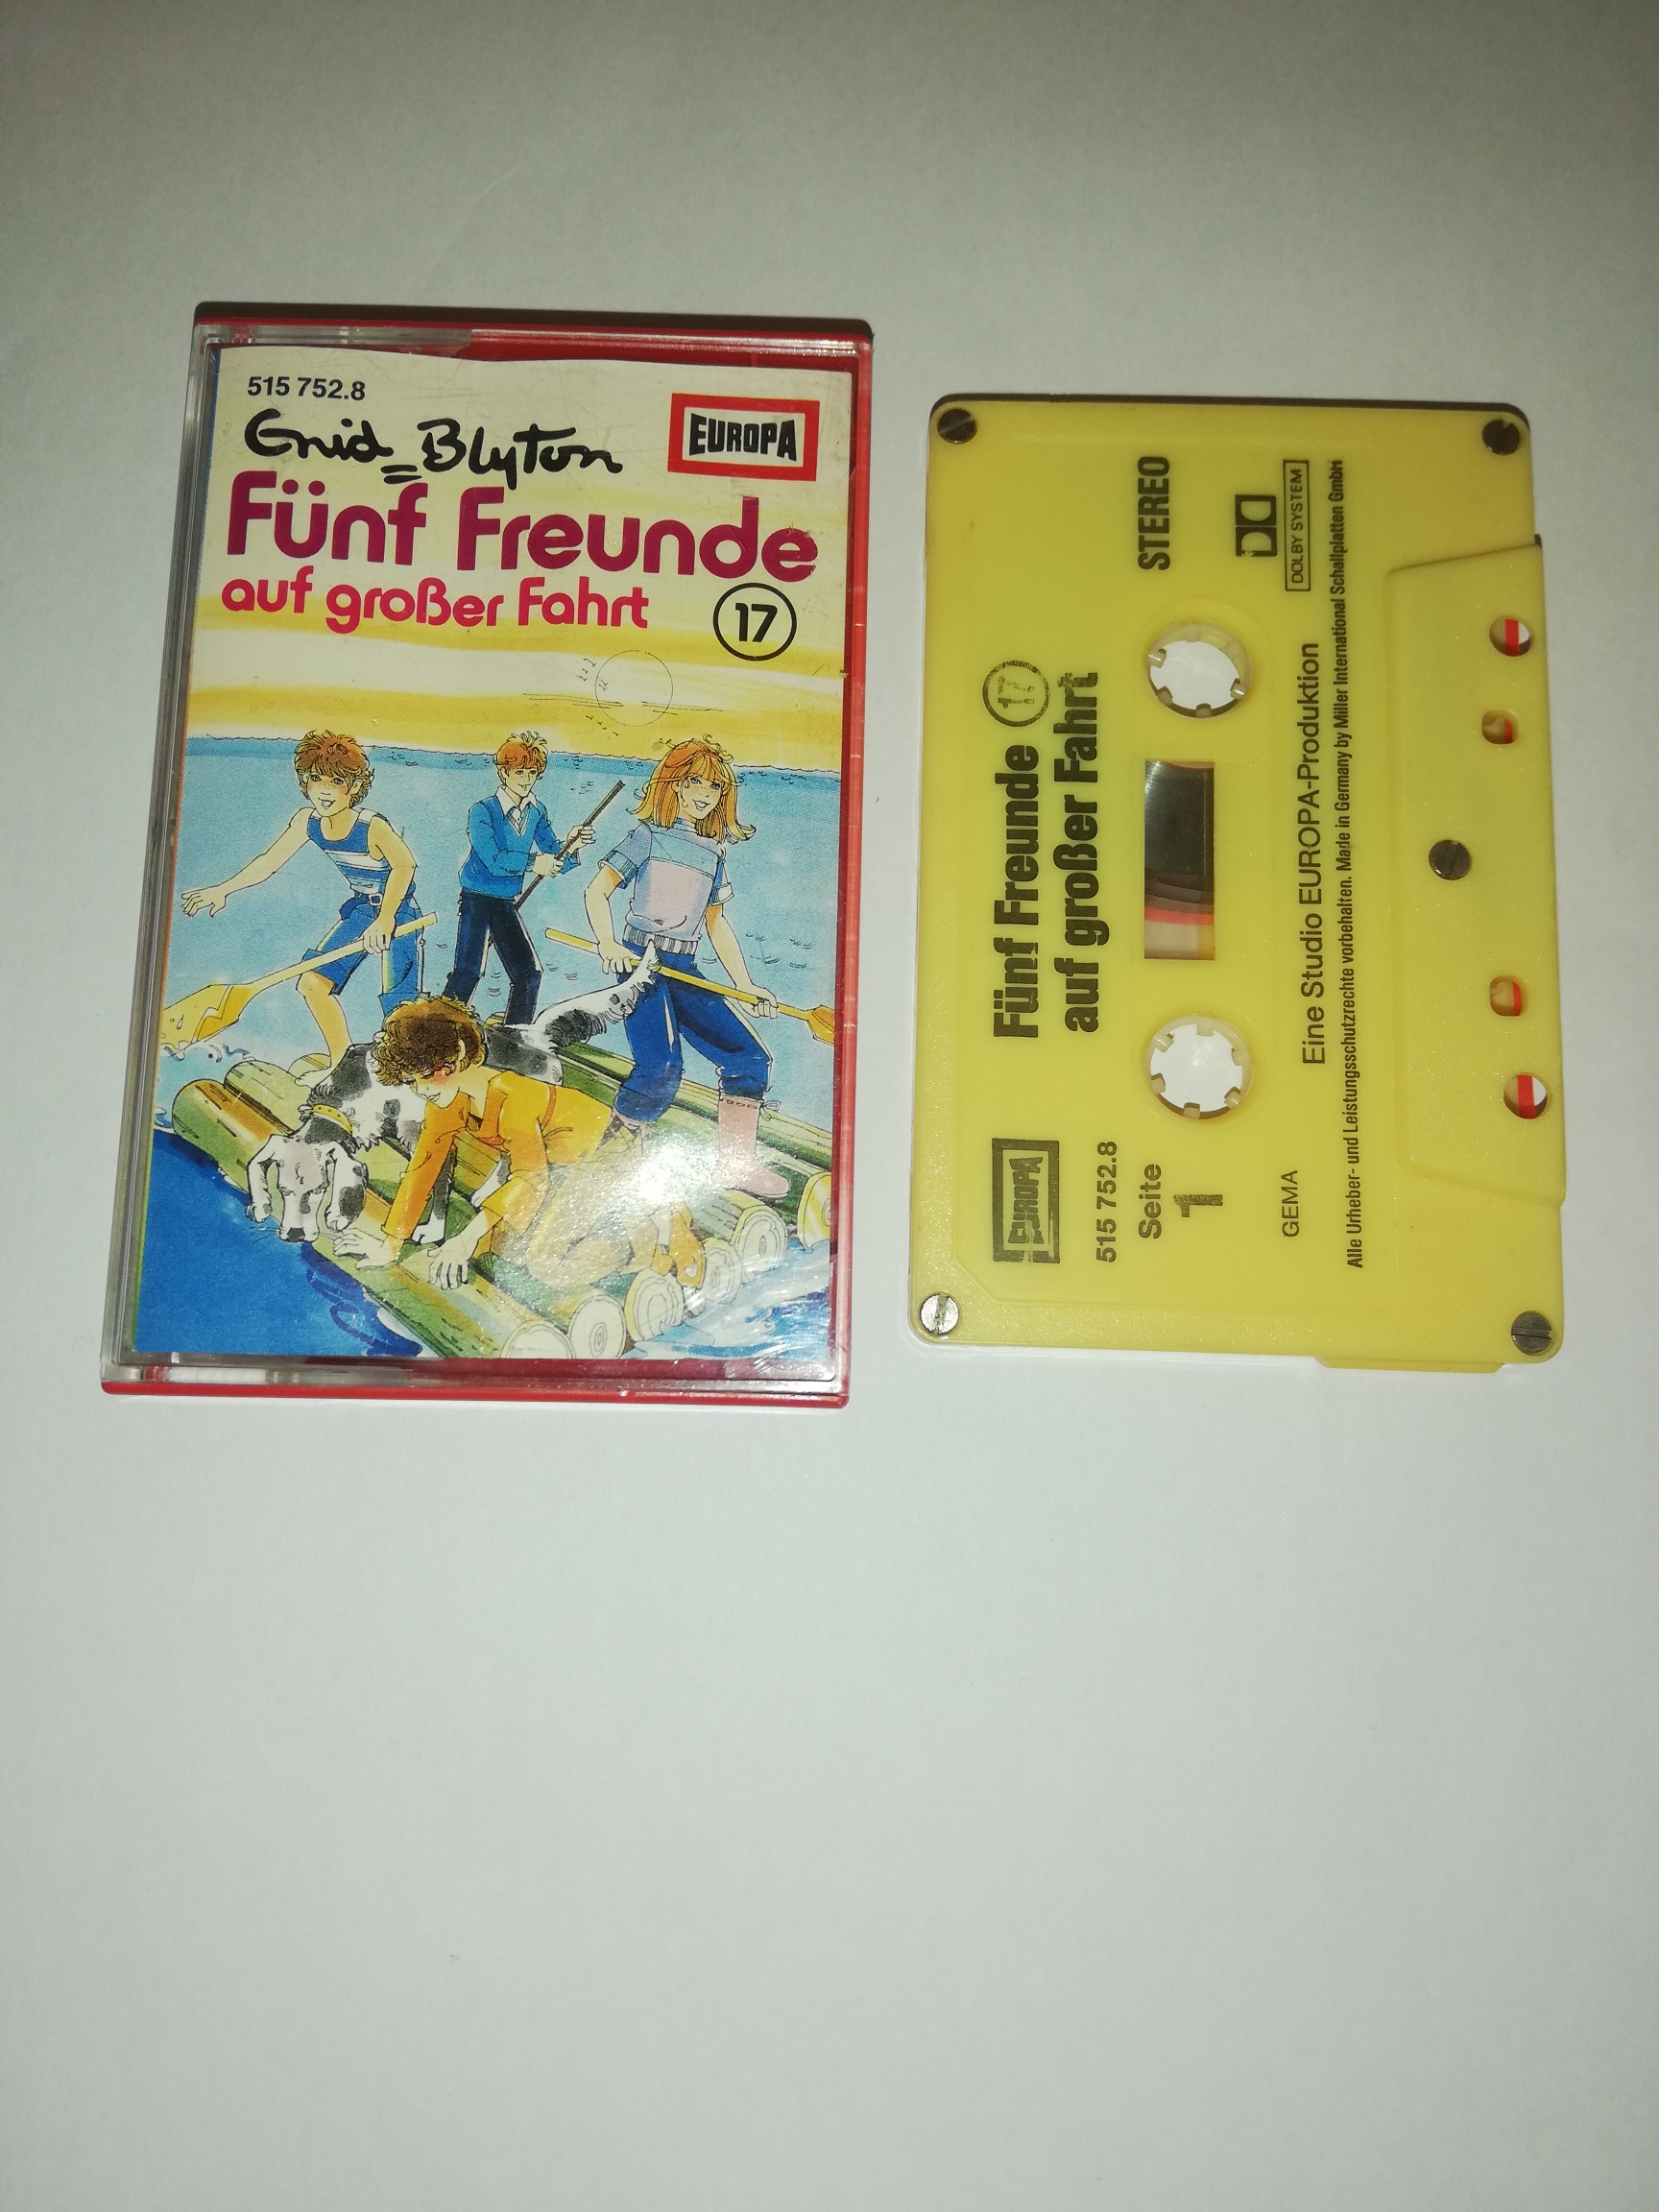 515 752.8
EUROPA
Enid Blyton
Fünf Freunde
auf großer Fahrt
17
EUROPA
Fünf Freunde 17
auf großer Fahrt
515 752.8
Seite
1
STEREO
DOLBY SYSTEM
GEMA
Eine Studio EUROPA-Produktion
Alle Urheber- und Leistungsschutzrechte vorbehalten. Made in Germany by Miller International Schallplatten GmbH